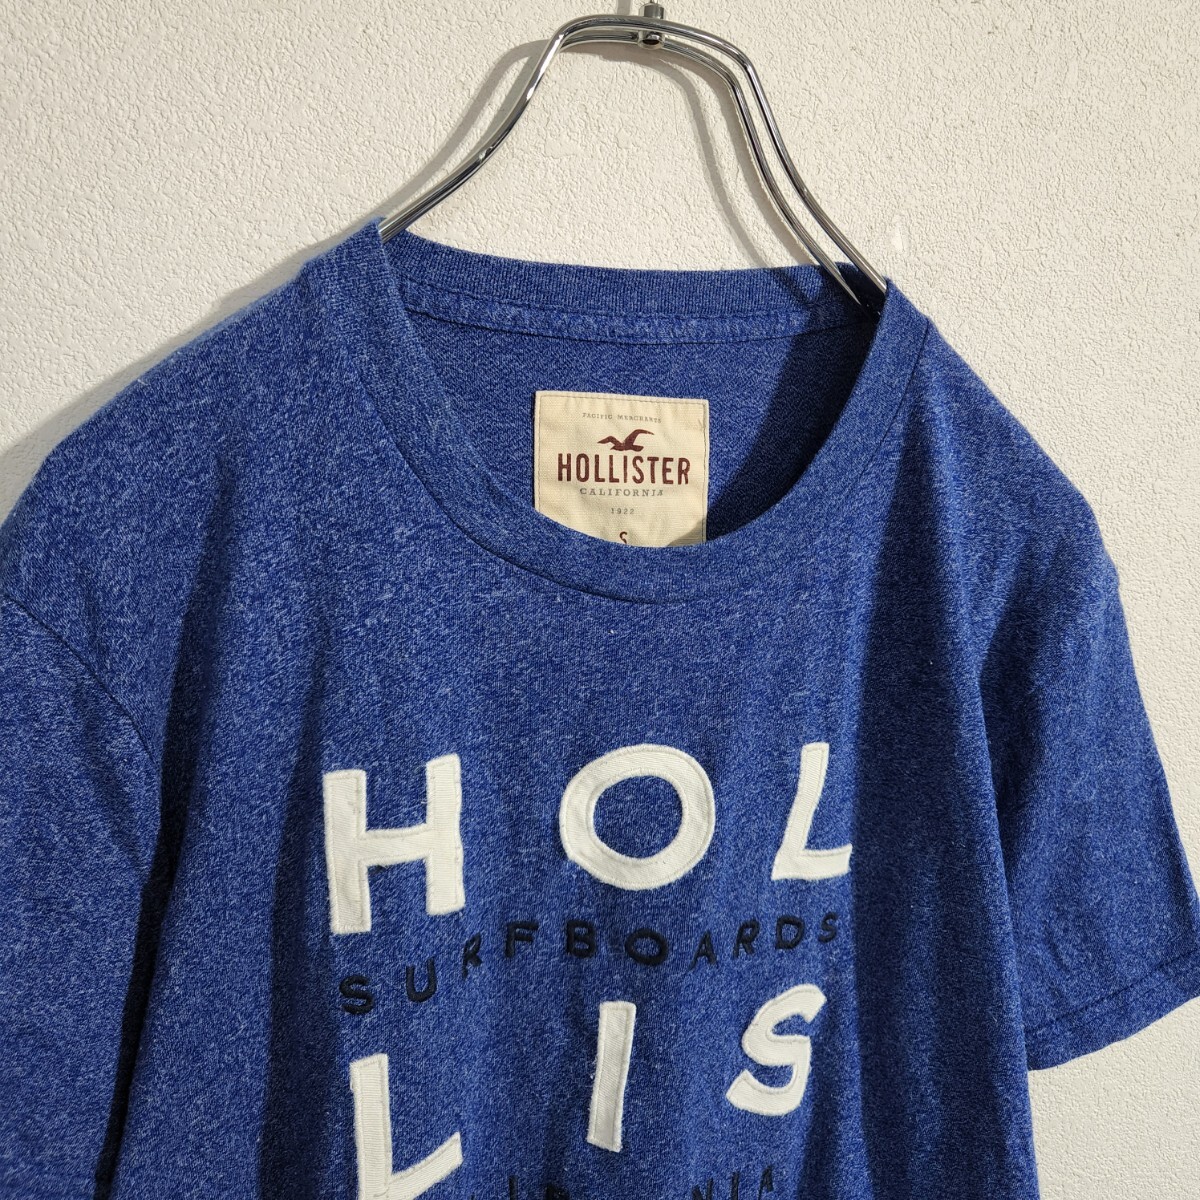 PACIFIC MERCHANTS
HOLLISTER
CALIFORNIA
1922
S
HOL
SURFBOARDS
LIS